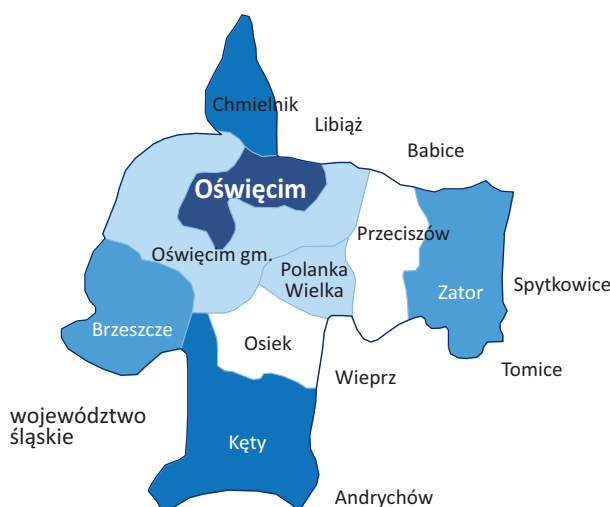 Chmielnik
Libiąż
Babice
Oświęcim
Przeciszów
Oświęcim gm.
Polanka
Wielka
Spytkowice
Zator
Brzeszcze
Osiek
Wieprz
Tomice
województwo
śląskie
Kęty
Andrychów